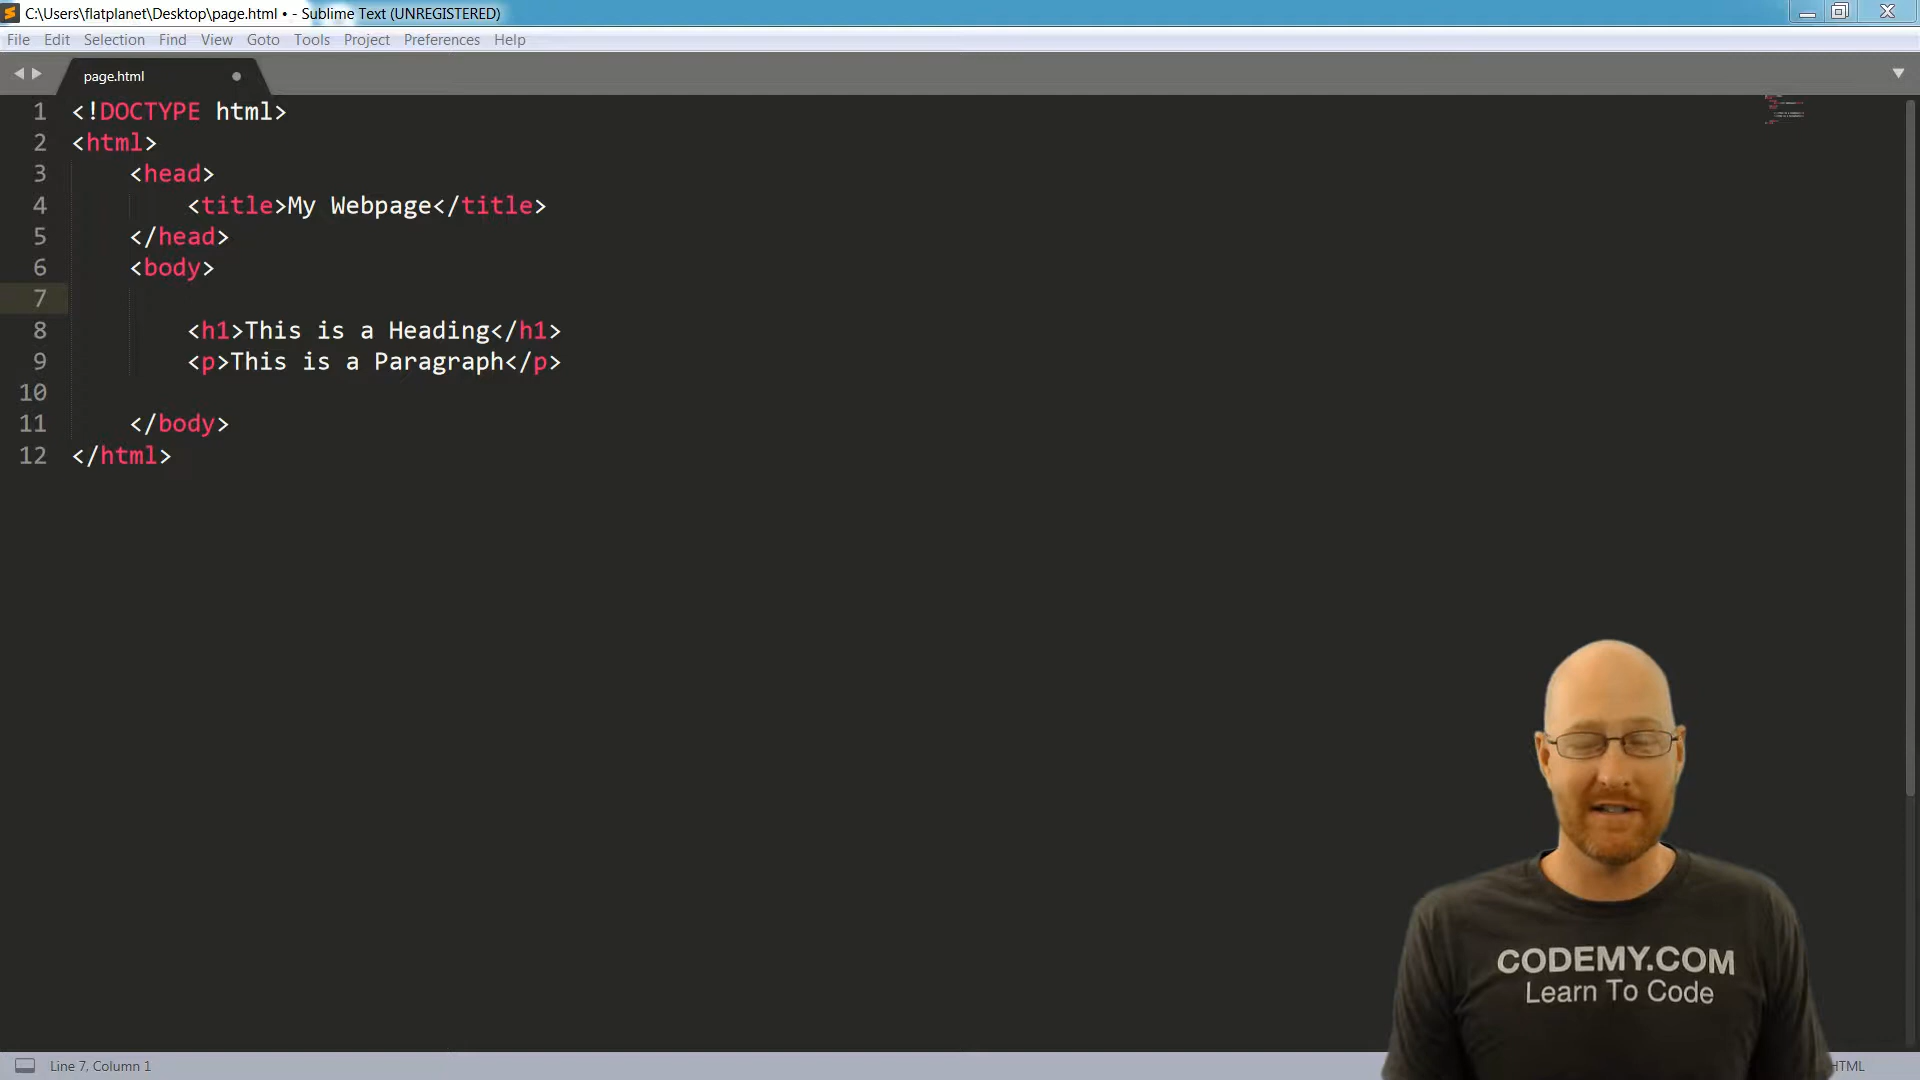 C:\Users\flatplanet\Desktop\page.html • - Sublime Text (UNREGISTERED)
File Edit Selection Find View Goto Tools Project Preferences Help
page.html
1 <!DOCTYPE html>
2 <html>
3 <head>
4 <title>My Webpage</title>
5 </head>
6 <body>
7
8 <h1>This is a Heading</h1>
9 <p>This is a Paragraph</p>
10
11 </body>
12 </html>
CODEMY.COM
Learn To Code
Line 7, Column 1
HTML